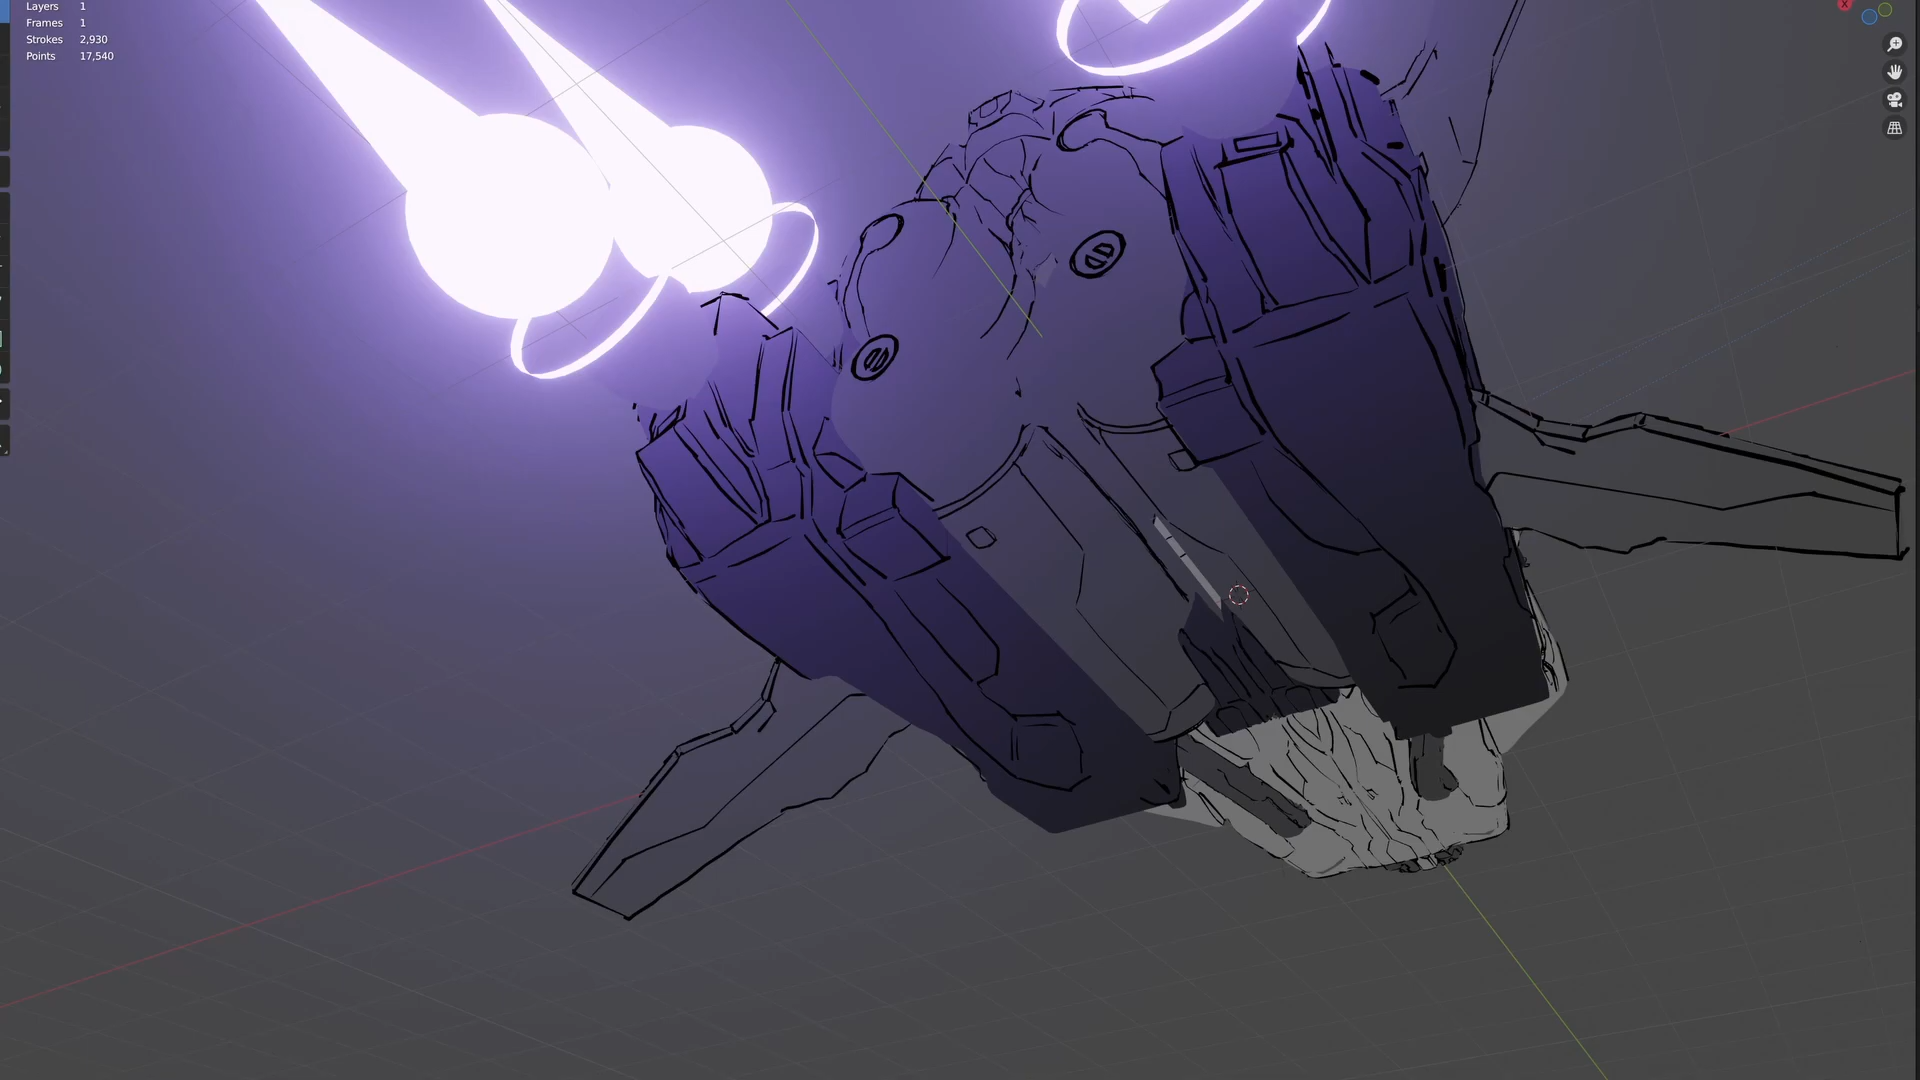 Layers 1
Frames 1
Strokes 2,930
Points 17,540
X